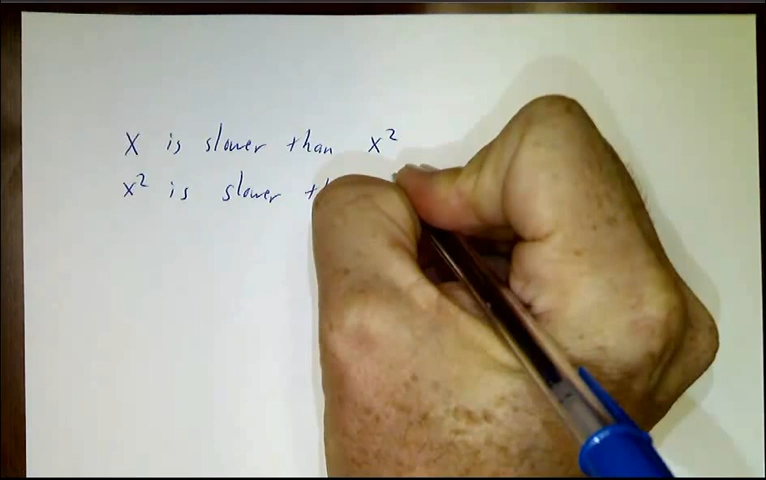 x is slower than x²
x² is slower